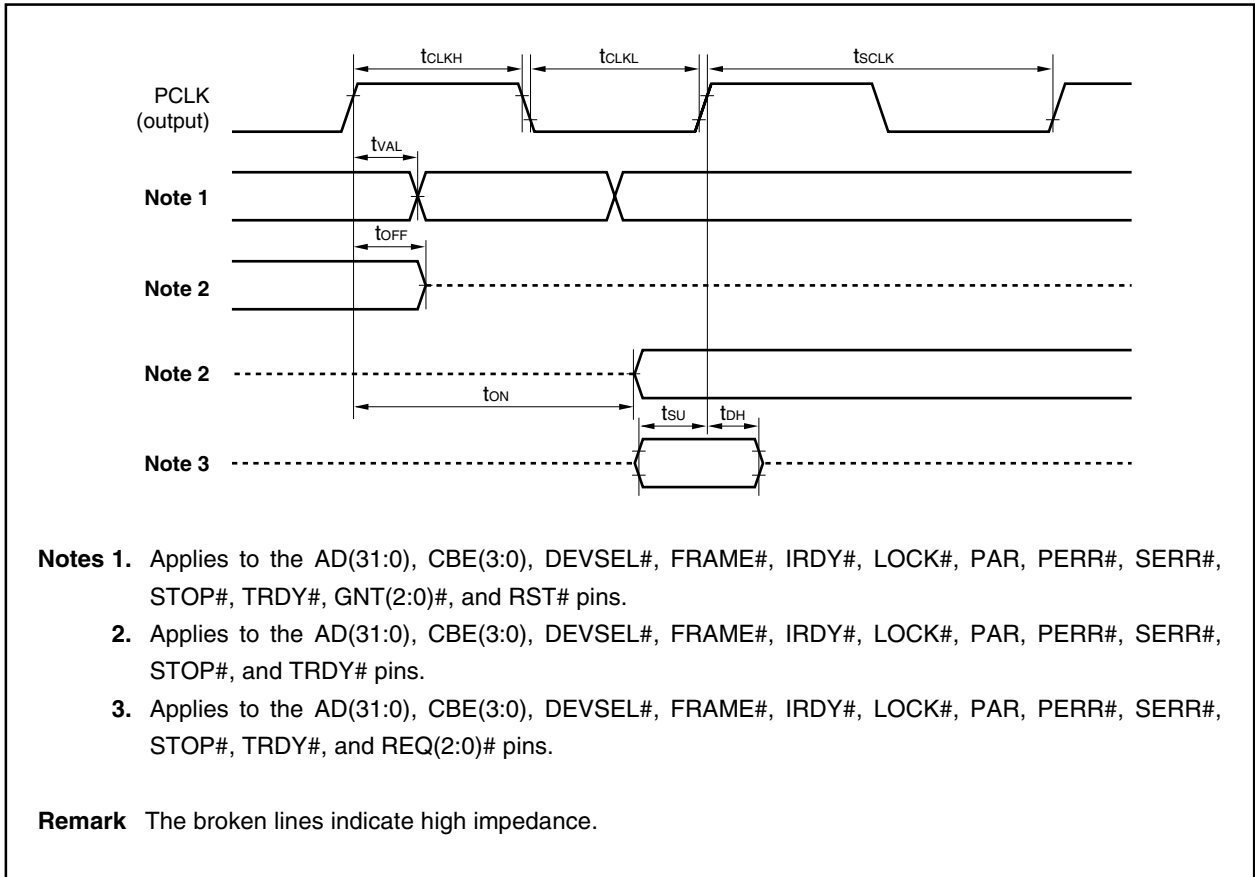 tCLKH tCLKL tSCLK
PCLK
(output)
tVAL
Note 1
tOFF
Note 2
Note 2
tON
tSU tDH
Note 3
Notes 1. Applies to the AD(31:0), CBE(3:0), DEVSEL#, FRAME#, IRDY#, LOCK#, PAR, PERR#, SERR#,
STOP#, TRDY#, GNT(2:0)#, and RST# pins.
2. Applies to the AD(31:0), CBE(3:0), DEVSEL#, FRAME#, IRDY#, LOCK#, PAR, PERR#, SERR#,
STOP#, and TRDY# pins.
3. Applies to the AD(31:0), CBE(3:0), DEVSEL#, FRAME#, IRDY#, LOCK#, PAR, PERR#, SERR#,
STOP#, TRDY#, and REQ(2:0)# pins.
Remark The broken lines indicate high impedance.